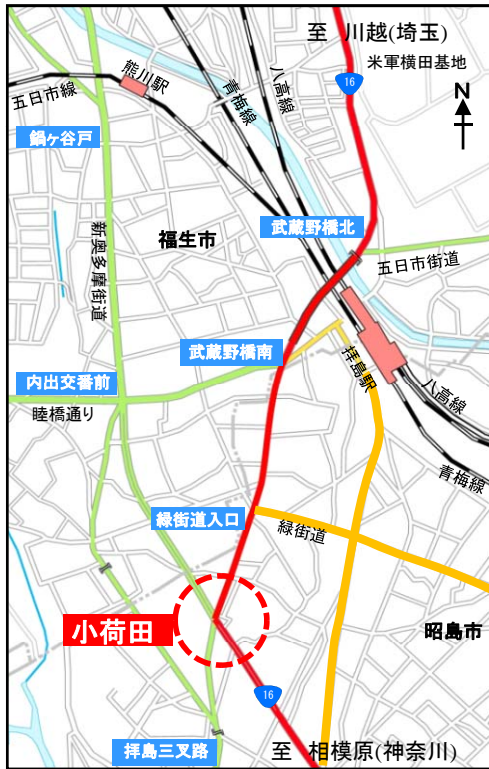 至 川越(埼玉)
米軍横田基地
16
N
熊川駅
五日市線
青梅線
八高線
鍋ヶ谷戸
新奥多摩街道
福生市
武蔵野橋北
五日市街道
武蔵野橋南
拝島駅
内出交番前
睦橋通り
八高線
青梅線
緑街道入口
緑街道
小荷田
昭島市
16
拝島三叉路
至 相模原(神奈川)